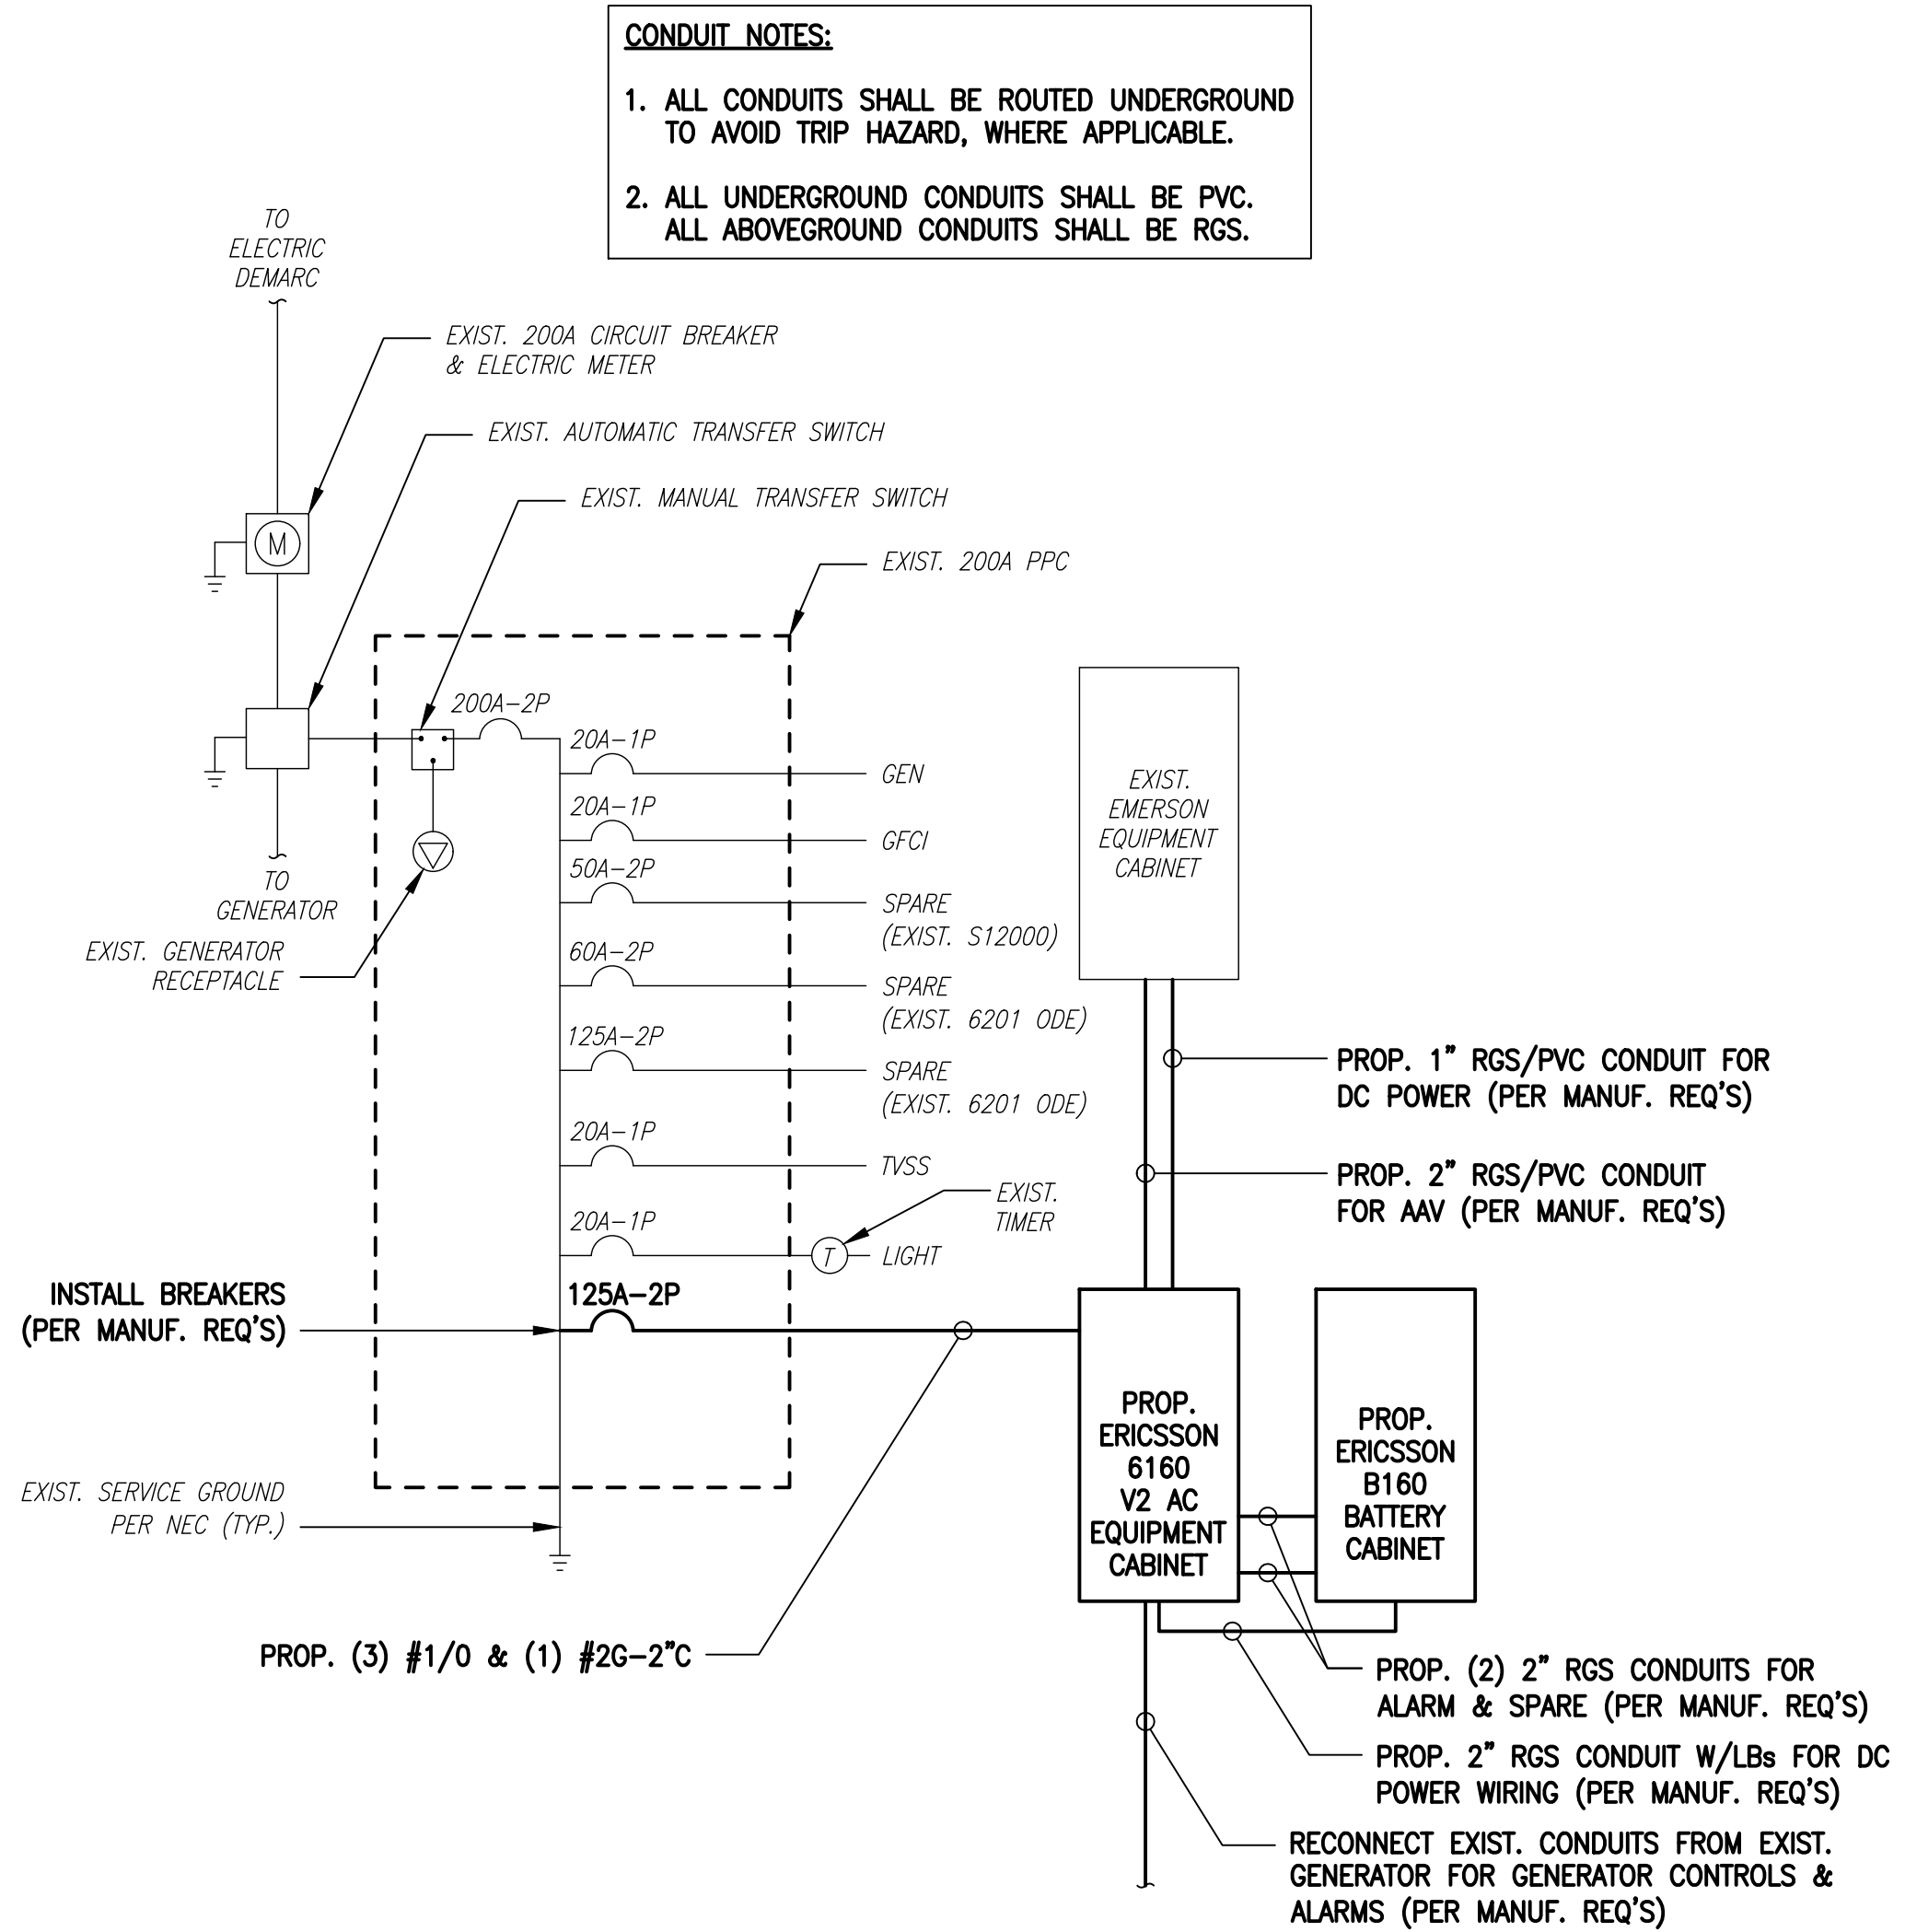 CONDUIT NOTES:
1. ALL CONDUITS SHALL BE ROUTED UNDERGROUND
TO AVOID TRIP HAZARD, WHERE APPLICABLE.
2. ALL UNDERGROUND CONDUITS SHALL BE PVC.
ALL ABOVEGROUND CONDUITS SHALL BE RGS.
TO
ELECTRIC
DEMARC
EXIST. 200A CIRCUIT BREAKER
& ELECTRIC METER
EXIST. AUTOMATIC TRANSFER SWITCH
EXIST. MANUAL TRANSFER SWITCH
M
EXIST. 200A PPC
200A-2P
20A-1P
GEN
20A-1P
GFCI
50A-2P
SPARE
(EXIST. S12000)
60A-2P
SPARE
(EXIST. 6201 ODE)
125A-2P
SPARE
(EXIST. 6201 ODE)
20A-1P
TVSS
20A-1P
T
LIGHT
EXIST.
TIMER
125A-2P
TO
GENERATOR
EXIST. GENERATOR
RECEPTACLE
INSTALL BREAKERS
(PER MANUF. REQ'S)
EXIST. SERVICE GROUND
PER NEC (TYP.)
PROP. (3) #1/0 & (1) #2G-2"C
EXIST.
EMERSON
EQUIPMENT
CABINET
PROP. 1" RGS/PVC CONDUIT FOR
DC POWER (PER MANUF. REQ'S)
PROP. 2" RGS/PVC CONDUIT
FOR AAV (PER MANUF. REQ'S)
PROP.
ERICSSON
6160
V2 AC
EQUIPMENT
CABINET
PROP.
ERICSSON
B160
BATTERY
CABINET
PROP. (2) 2" RGS CONDUITS FOR
ALARM & SPARE (PER MANUF. REQ'S)
PROP. 2" RGS CONDUIT W/LBs FOR DC
POWER WIRING (PER MANUF. REQ'S)
RECONNECT EXIST. CONDUITS FROM EXIST.
GENERATOR FOR GENERATOR CONTROLS &
ALARMS (PER MANUF. REQ'S)